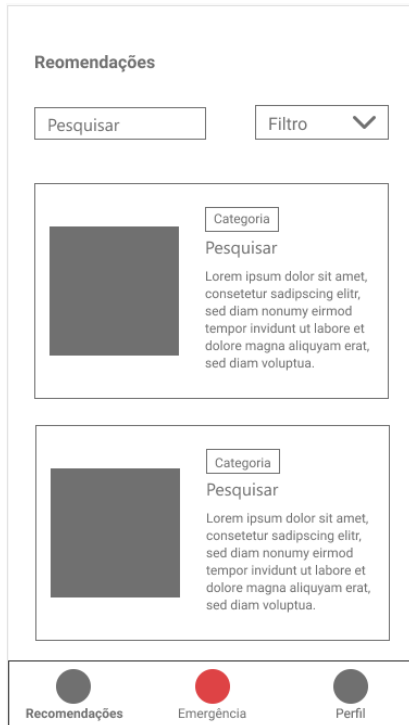 Reomendações
Pesquisar
Filtro
Categoria
Pesquisar
Lorem ipsum dolor sit amet,
consetetur sadipscing elitr,
sed diam nonumy eirmod
tempor invidunt ut labore et
dolore magna aliquyam erat,
sed diam voluptua.
Categoria
Pesquisar
Lorem ipsum dolor sit amet,
consetetur sadipscing elitr,
sed diam nonumy eirmod
tempor invidunt ut labore et
dolore magna aliquyam erat,
sed diam voluptua.
Recomendações
Emergência
Perfil